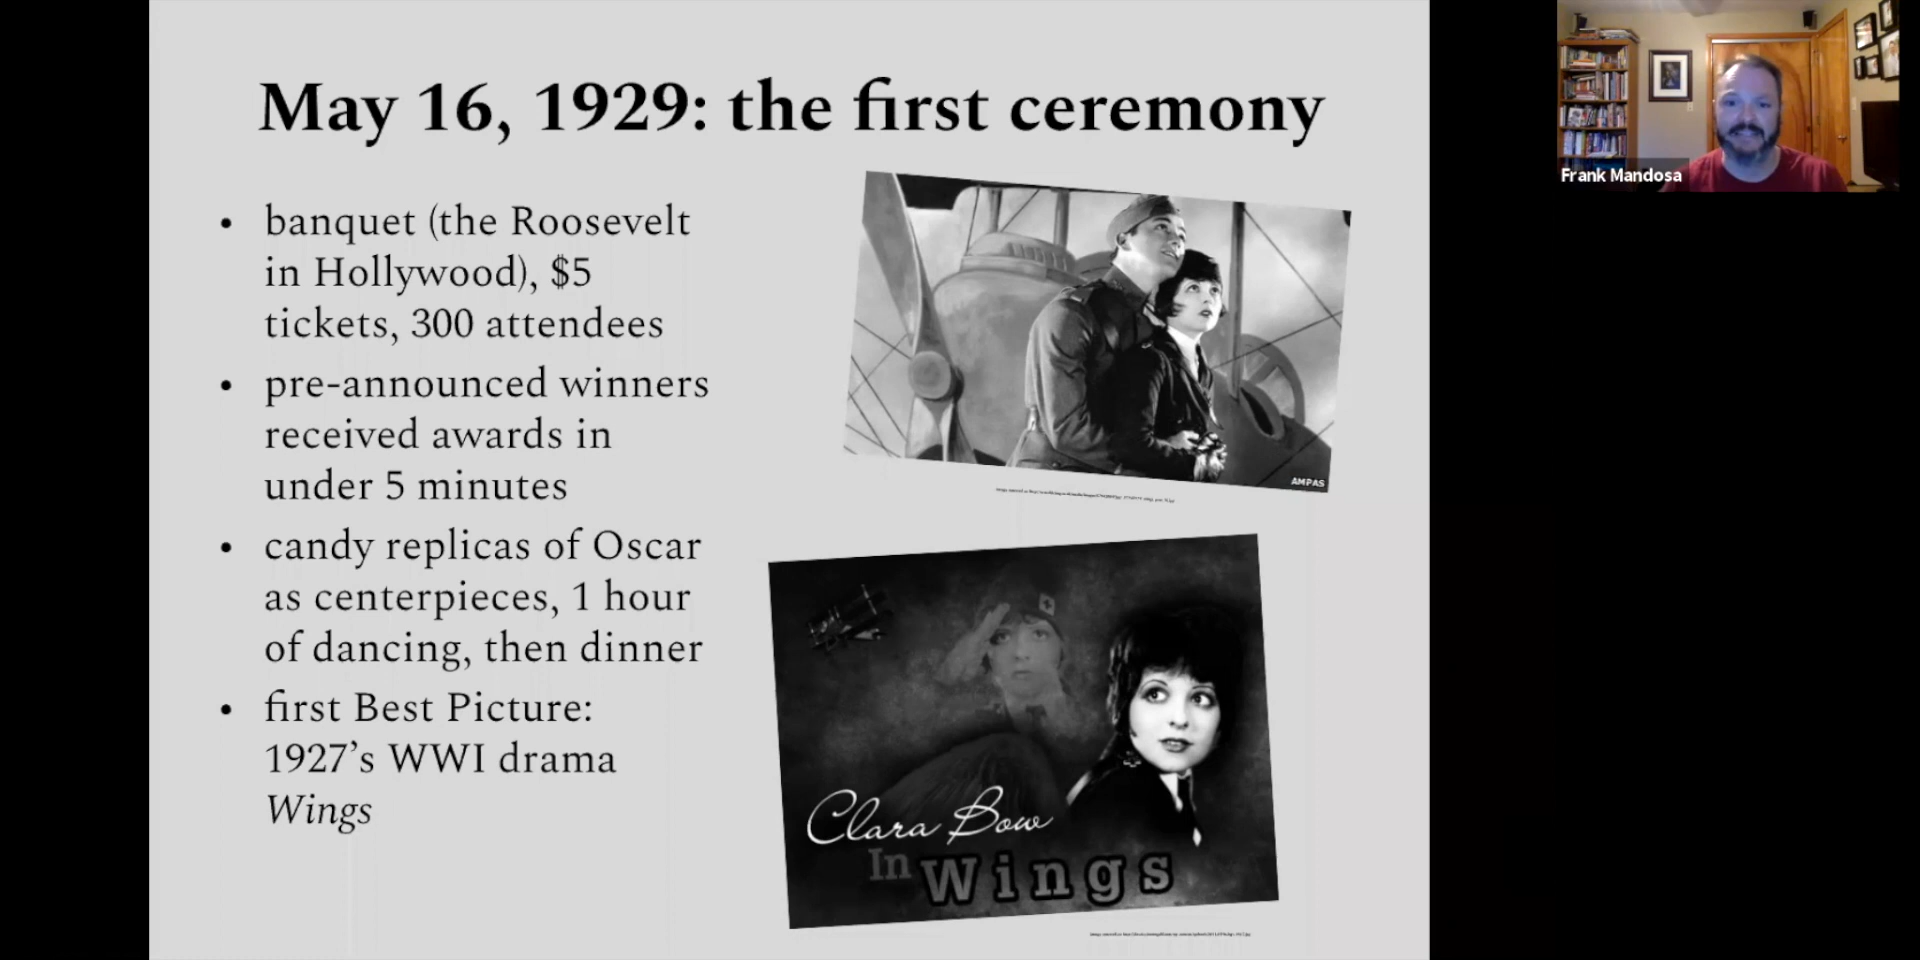 May 16, 1929: the first ceremony
• banquet (the Roosevelt
in Hollywood), $5
tickets, 300 attendees
• pre-announced winners
received awards in
under 5 minutes
• candy replicas of Oscar
as centerpieces, 1 hour
of dancing, then dinner
• first Best Picture:
1927’s WWI drama
Wings
AMPAS
Clara Bow
In Wings
Frank Mandosa